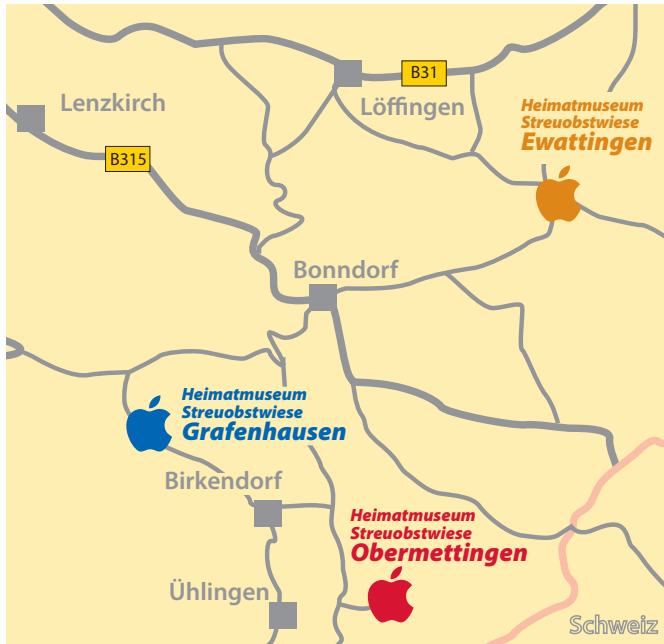 B31
Lenzkirch
Löffingen
Heimatmuseum
Streuobstwiese
Ewattingen
B315
Bonndorf
Heimatmuseum
Streuobstwiese
Grafenhausen
Birkendorf
Heimatmuseum
Streuobstwiese
Obermettingen
Ühlingen
Schweiz